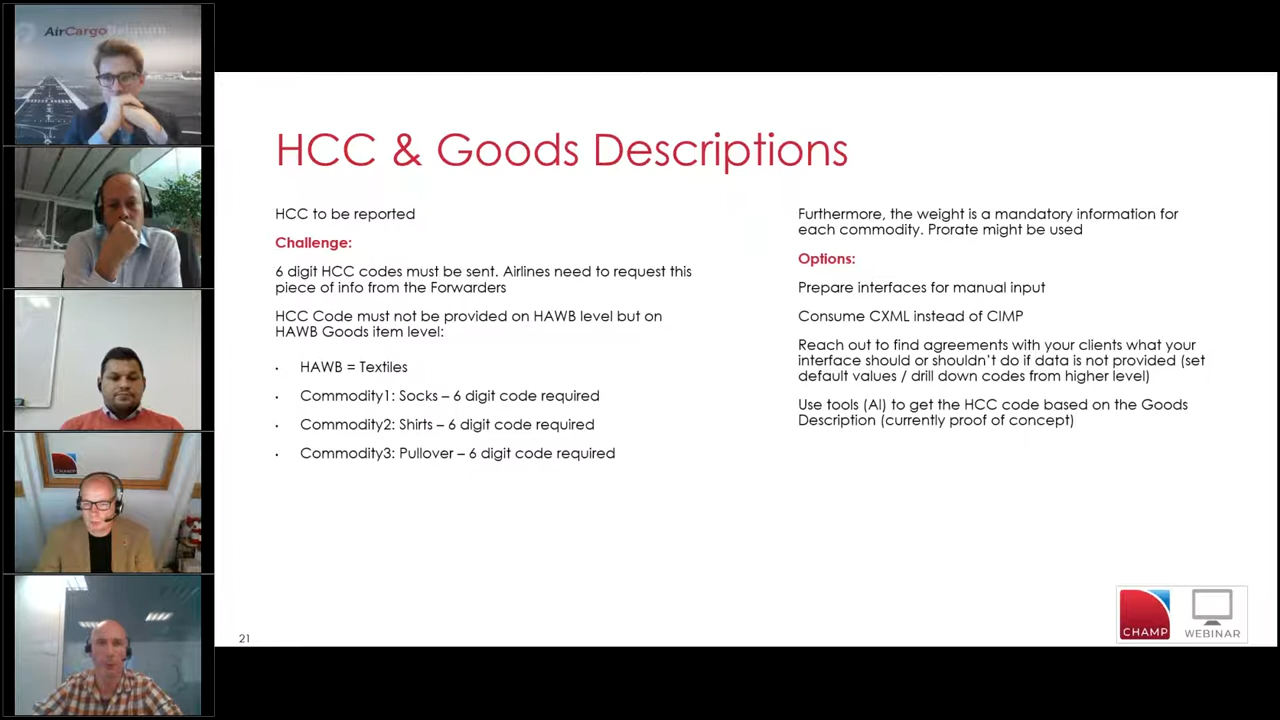 AirCargo
CHAMP
HCC & Goods Descriptions
HCC to be reported
Challenge:
6 digit HCC codes must be sent. Airlines need to request this
piece of info from the Forwarders
HCC Code must not be provided on HAWB level but on
HAWB Goods item level:
• HAWB = Textiles
• Commodity1: Socks – 6 digit code required
• Commodity2: Shirts – 6 digit code required
• Commodity3: Pullover – 6 digit code required
Furthermore, the weight is a mandatory information for
each commodity. Prorate might be used
Options:
Prepare interfaces for manual input
Consume CXML instead of CIMP
Reach out to find agreements with your clients what your
interface should or shouldn't do if data is not provided (set
default values / drill down codes from higher level)
Use tools (AI) to get the HCC code based on the Goods
Description (currently proof of concept)
21
CHAMP
WEBINAR